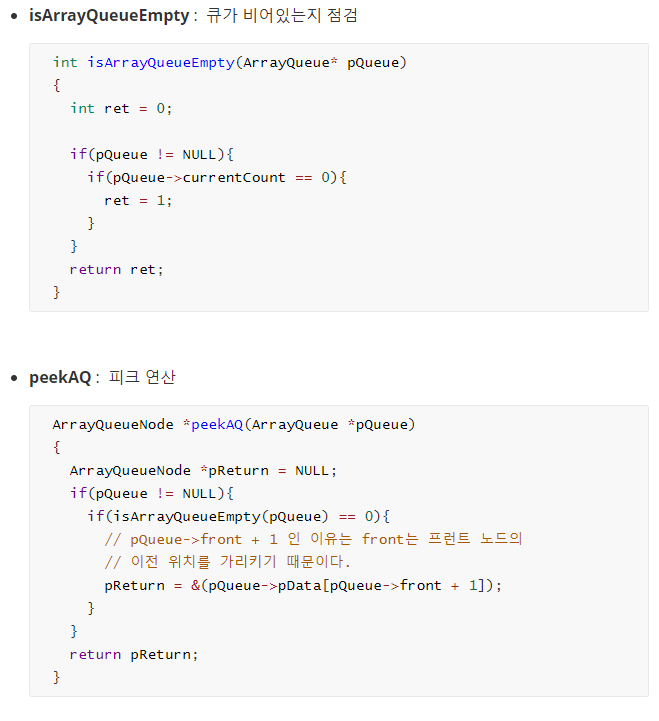 isArrayQueueEmpty : 큐가 비어있는지 점검
int isArrayQueueEmpty(ArrayQueue* pQueue)
{
  int ret = 0;
  if(pQueue != NULL){
    if(pQueue->currentCount == 0){
      ret = 1;
    }
  }
  return ret;
}
peekAQ : 피크 연산
ArrayQueueNode *peekAQ(ArrayQueue *pQueue)
{
  ArrayQueueNode *pReturn = NULL;
  if(pQueue != NULL){
    if(isArrayQueueEmpty(pQueue) == 0){
      // pQueue->front + 1 인 이유는 front는 프런트 노드의
      // 이전 위치를 가리키기 때문이다.
      pReturn = &(pQueue->pData[pQueue->front + 1]);
    }
  }
  return pReturn;
}